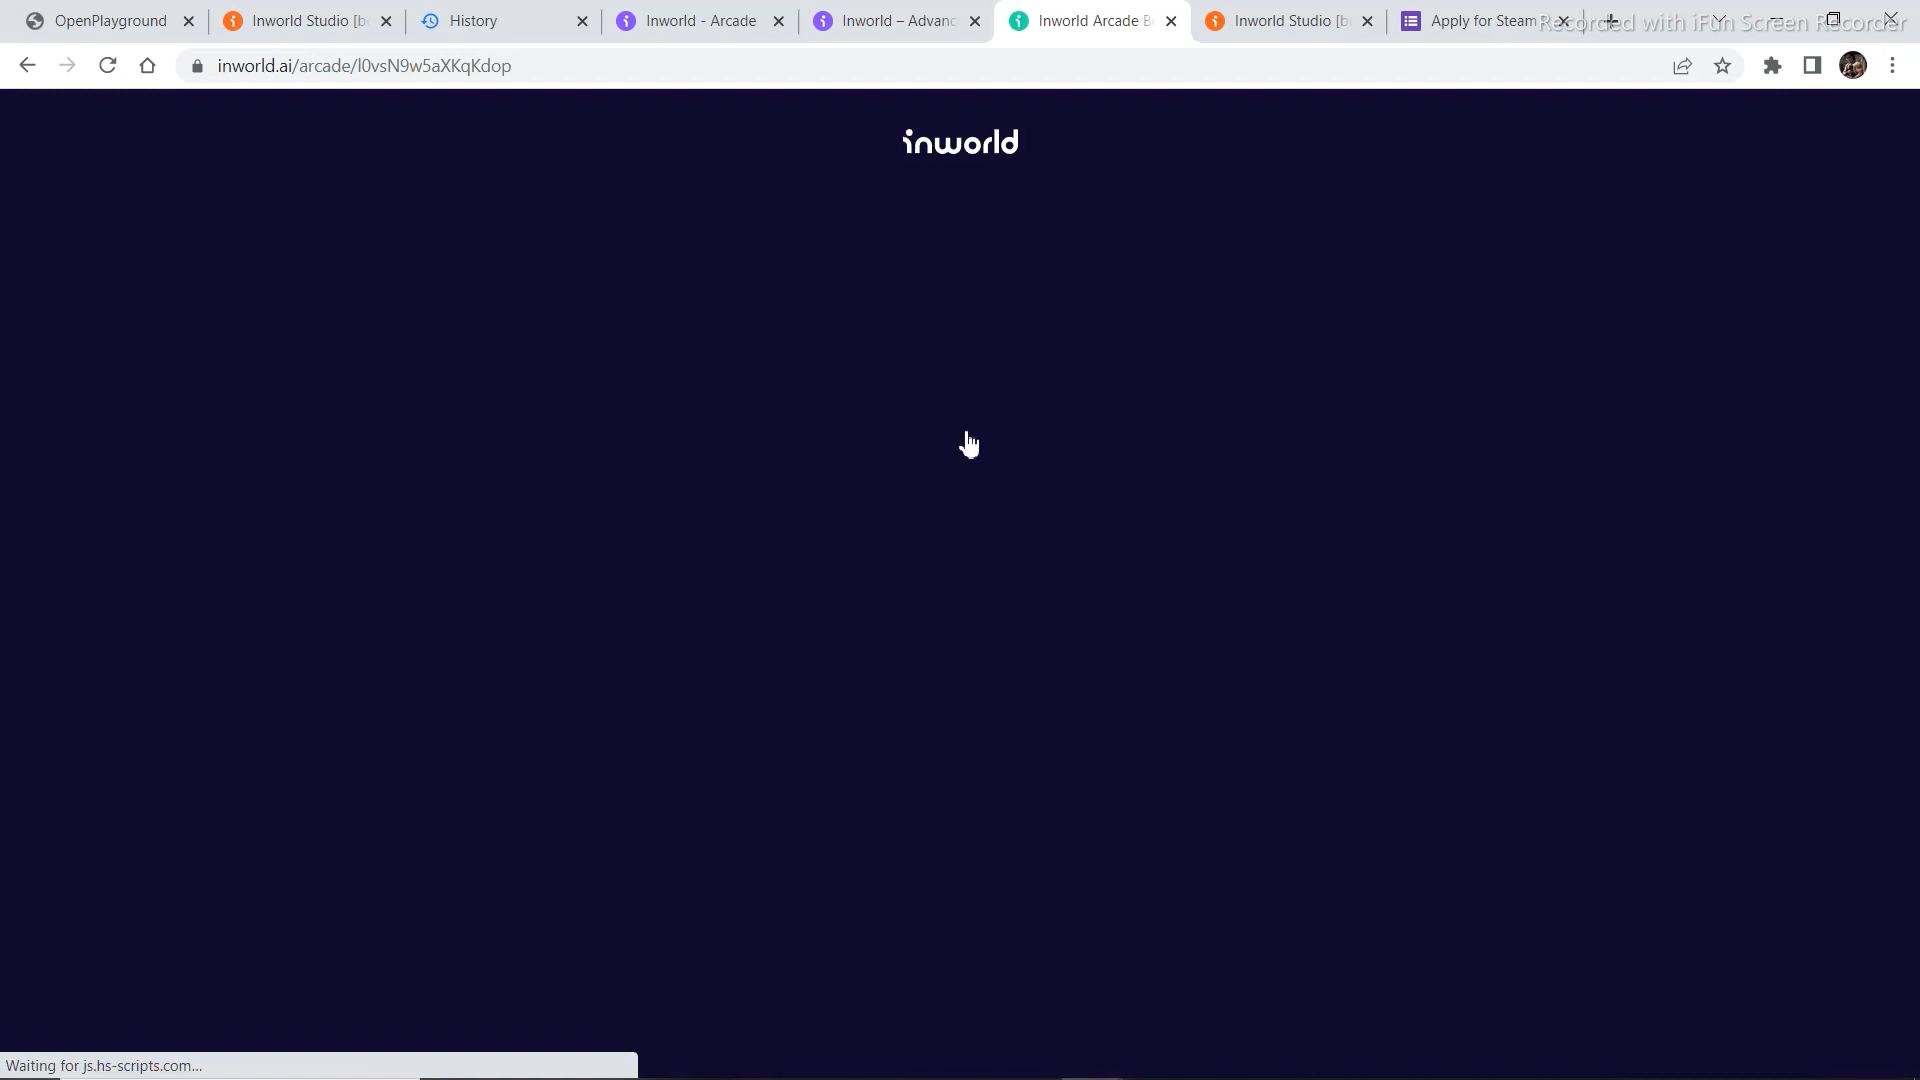 OpenPlayground
Inworld Studio [be
History
Inworld - Arcade
Inworld – Advanc
Inworld Arcade B
Inworld Studio [b
Apply for Steam
Recorded with iFun Screen Recorder
inworld.ai/arcade/l0vsN9w5aXKqKdop
inworld
Waiting for js.hs-scripts.com...